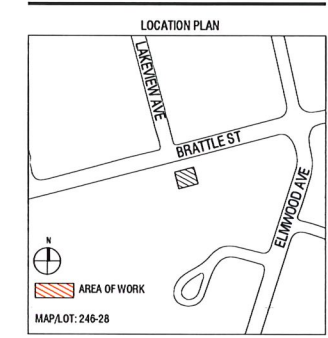 LOCATION PLAN
LAKEVIEW AVE
BRATTLE ST
ELMWOOD AVE
N
AREA OF WORK
MAP/LOT: 246-28